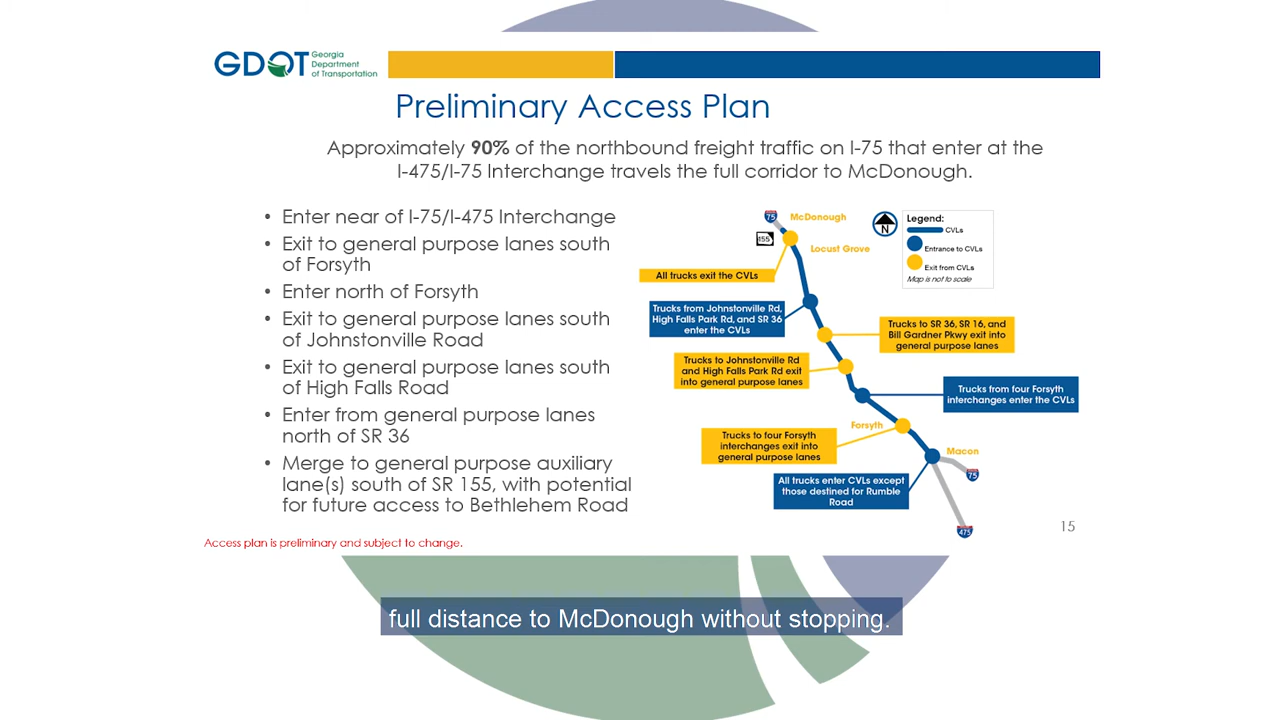 GDOT Georgia
Department
of Transportation
Preliminary Access Plan
Approximately 90% of the northbound freight traffic on I-75 that enter at the
I-475/I-75 Interchange travels the full corridor to McDonough.
• Enter near of I-75/I-475 Interchange
• Exit to general purpose lanes south
of Forsyth
• Enter north of Forsyth
• Exit to general purpose lanes south
of Johnstonville Road
• Exit to general purpose lanes south
of High Falls Road
• Enter from general purpose lanes
north of SR 36
• Merge to general purpose auxiliary
lane(s) south of SR 155, with potential
for future access to Bethlehem Road
75
McDonough
155
Locust Grove
N
Legend:
CVLs
Entrance to CVLs
Exit from CVLs
Map is not to scale
All trucks exit the CVLs
Trucks from Johnstonville Rd,
High Falls Park Rd, and SR 36
enter the CVLs
Trucks to SR 36, SR 16, and
Bill Gardner Pkwy exit into
general purpose lanes
Trucks to Johnstonville Rd
and High Falls Park Rd exit
into general purpose lanes
Trucks from four Forsyth
interchanges enter the CVLs
Forsyth
Trucks to four Forsyth
interchanges exit into
general purpose lanes
Macon
75
All trucks enter CVLs except
those destined for Rumble
Road
475
15
Access plan is preliminary and subject to change.
full distance to McDonough without stopping.